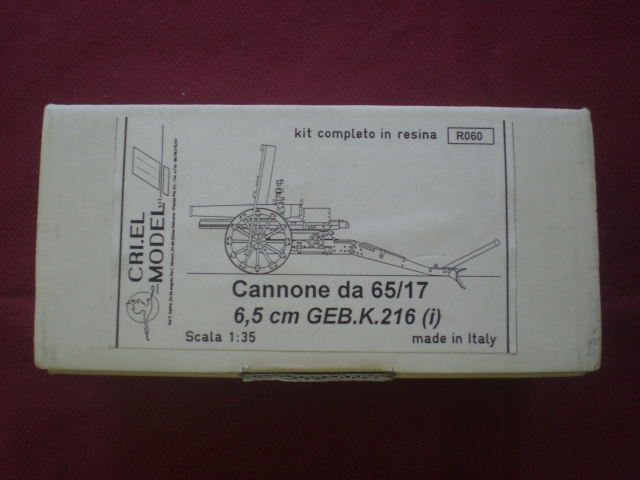 kit completo in resina R060
CRI.EL
MODEL
Cannone da 65/17
6,5 cm GEB.K.216 (i)
Scala 1:35
made in Italy